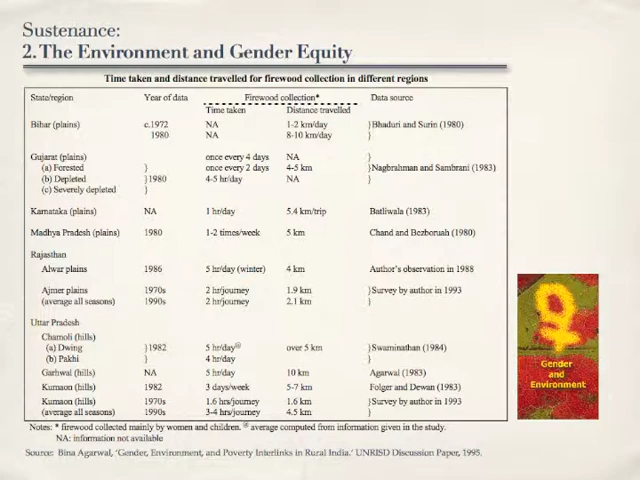 Sustenance:
2. The Environment and Gender Equity
Time taken and distance travelled for firewood collection in different regions
State/region Year of data Firewood collection* Data source
Time taken Distance travelled
Bihar (plains) c.1972 NA 1-2 km/day }Bhaduri and Surin (1980)
1980 NA 8-10 km/day }
Gujarat (plains) once every 4 days NA }
(a) Forested } once every 2 days 4-5 km }Nagbrahman and Sambrani (1983)
(b) Depleted }1980 4-5 hr/day NA }
(c) Severely depleted }
Karnataka (plains) NA 1 hr/day 5.4 km/trip Batliwala (1983)
Madhya Pradesh (plains) 1980 1-2 times/week 5 km Chand and Bezboruah (1980)
Rajasthan
Alwar plains 1986 5 hr/day (winter) 4 km Author's observation in 1988
Ajmer plains 1970s 2 hr/journey 1.9 km }Survey by author in 1993
(average all seasons) 1990s 2 hr/journey 2.1 km }
Uttar Pradesh
Chamoli (hills)
(a) Dwing }1982 5 hr/day@ over 5 km }Swaminathan (1984)
(b) Pakhi } 4 hr/day }
Garhwal (hills) NA 5 hr/day 10 km Agarwal (1983)
Kumaon (hills) 1982 3 days/week 5-7 km Folger and Dewan (1983)
Kumaon (hills) 1970s 1.6 hrs/journey 1.6 km }Survey by author in 1993
(average all seasons) 1990s 3-4 hrs/journey 4.5 km }
Notes: * firewood collected mainly by women and children. @ average computed from information given in the study.
NA: information not available
Source: Bina Agarwal, 'Gender, Environment, and Poverty Interlinks in Rural India.' UNRISD Discussion Paper, 1995.
Gender
and
Environment